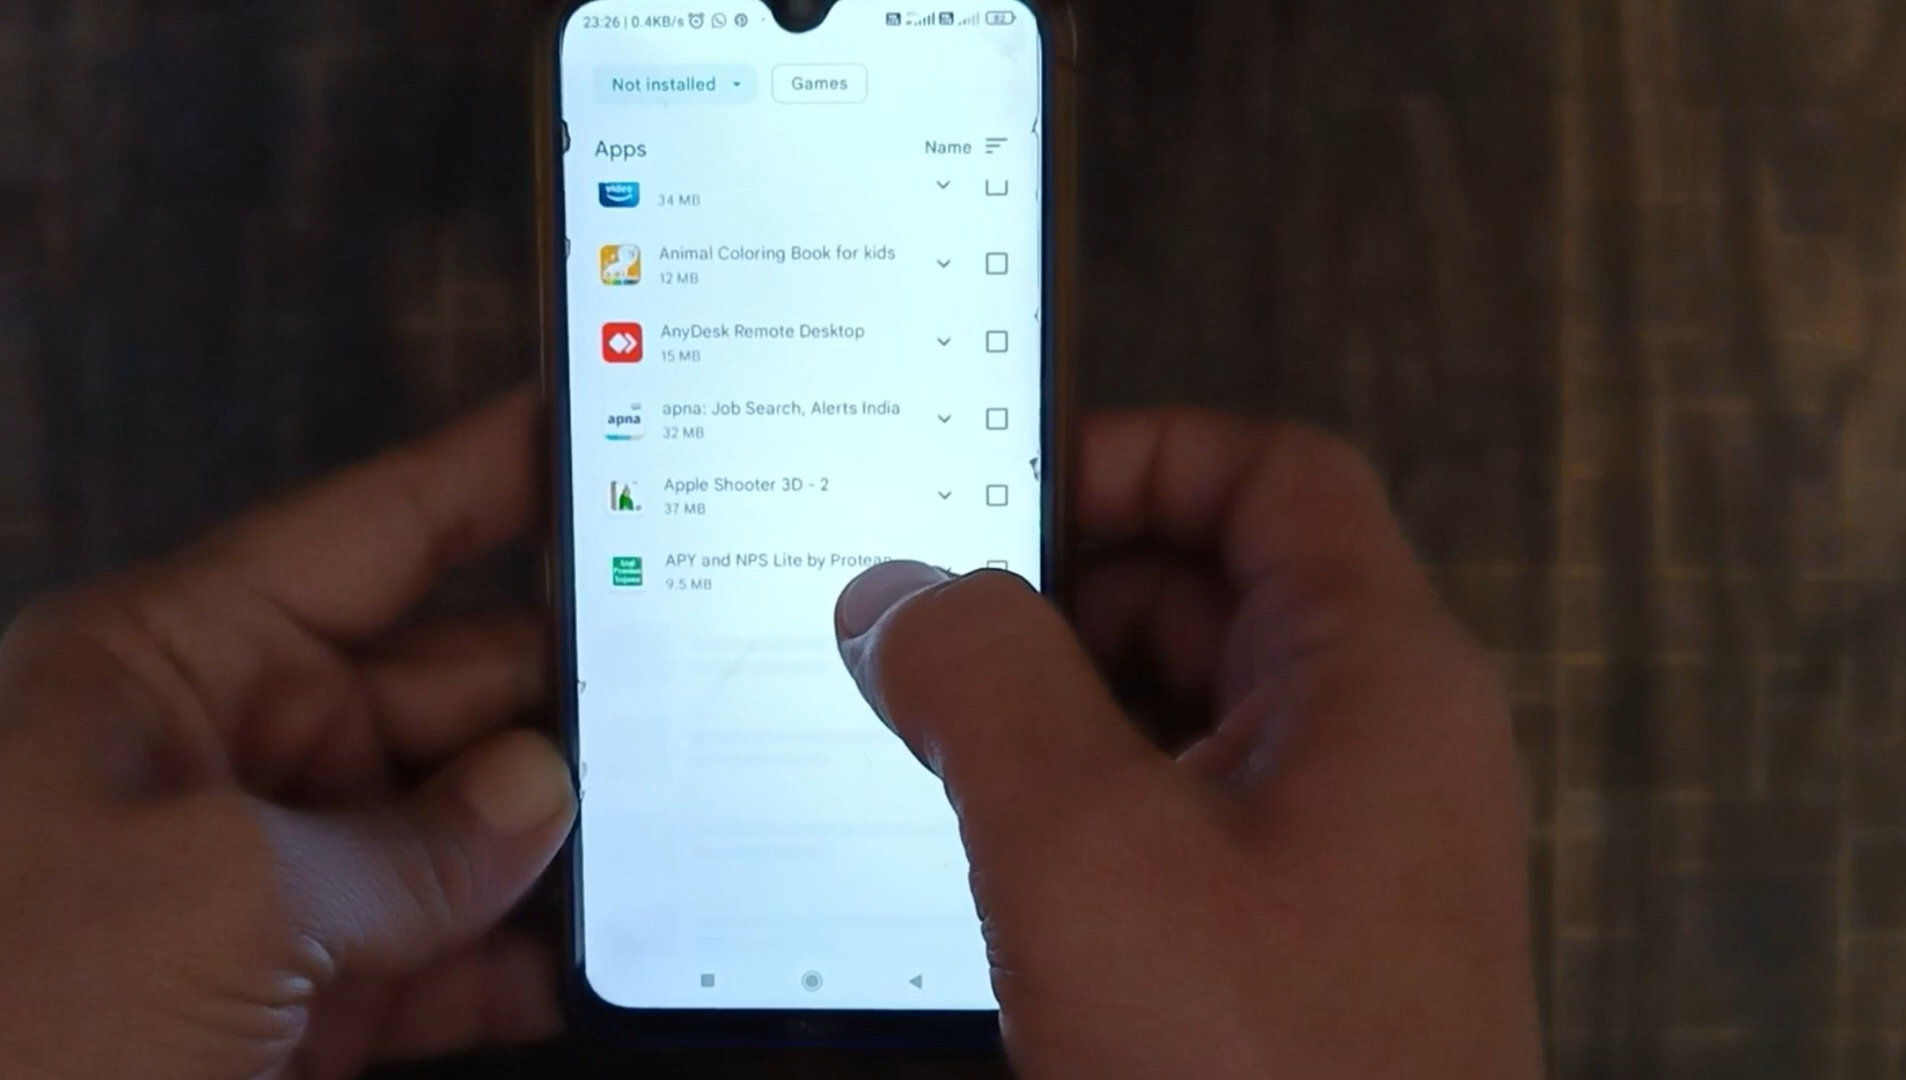 23:26 | 0.4KB/s
82
Not installed
Games
Apps
Name
video
34 MB
Animal Coloring Book for kids
12 MB
AnyDesk Remote Desktop
15 MB
apna: Job Search, Alerts India
apna
32 MB
Apple Shooter 3D - 2
37 MB
APY and NPS Lite by Protean
9.5 MB